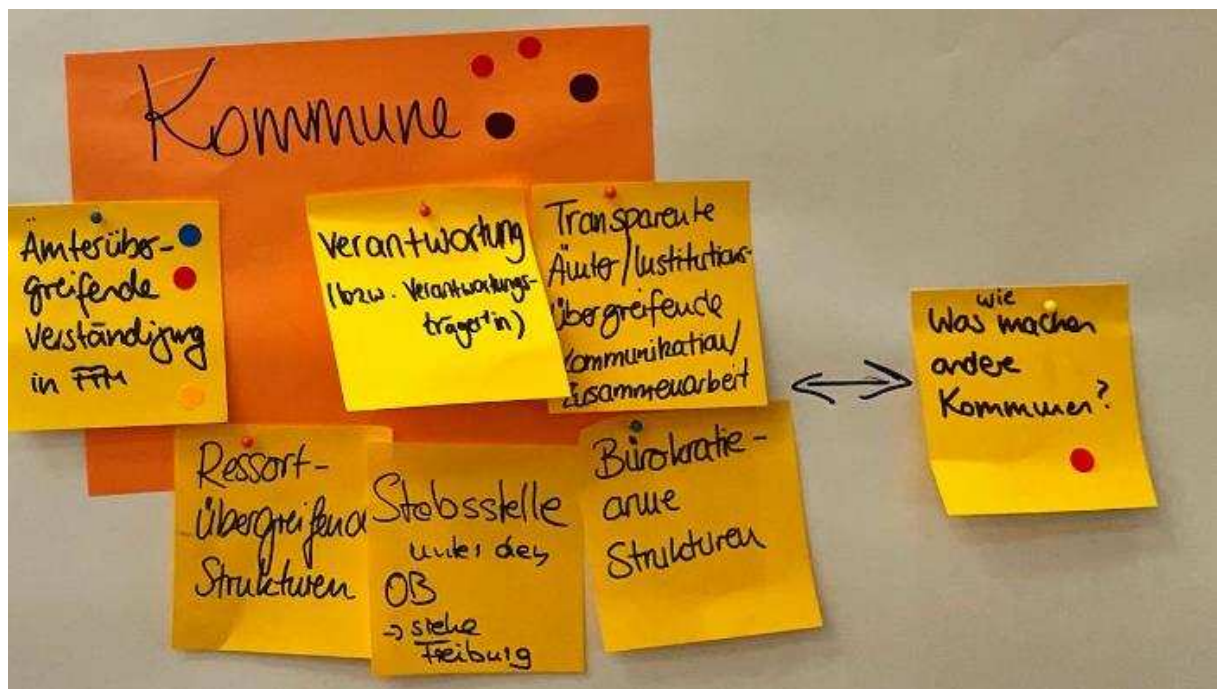 Kommune
Ämterüber-
greifende
Verständigung
in FFM
Verantwortung
(bzw. Verantwortungs-
träger*in)
Transparente
Ämter/Institutions-
übergreifende
Kommunikation/
Zusammenarbeit
Ressort-
übergreifende
Strukturen
Stabsstelle
unter dem
OB
→ siehe
Freiburg
Bürokratie-
arme
Strukturen
wie
Was machen
andere
Kommunen?